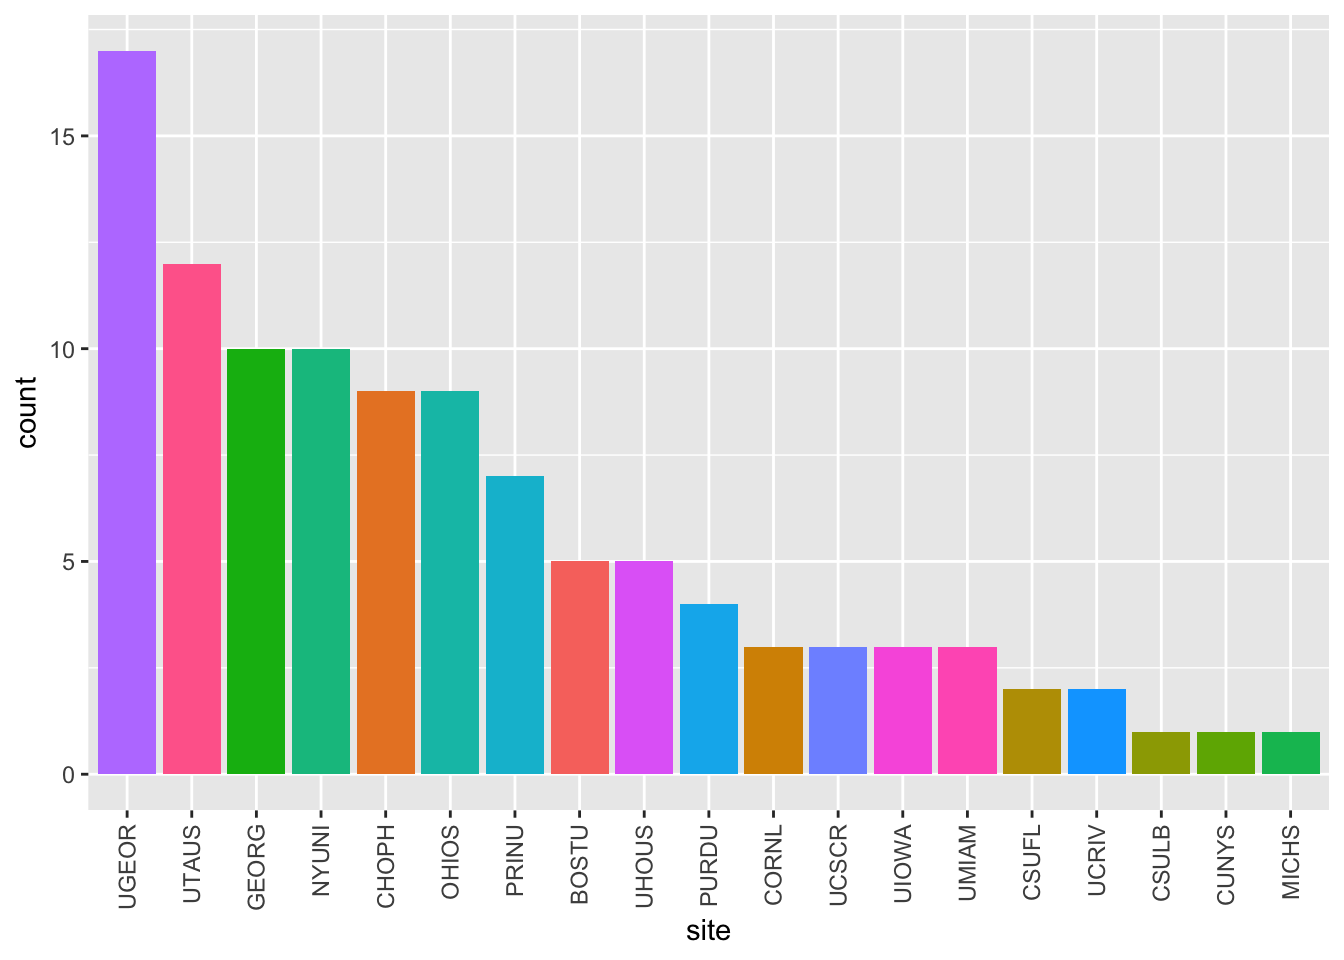 count
15
10
5
0
UGEOR
UTAUS
GEORG
NYUNI
CHOPH
OHIOS
PRINU
BOSTU
UHOUS
PURDU
CORNL
UCSCR
UIOWA
UMIAM
CSUFL
UCRIV
CSULB
CUNYS
MICHS
site